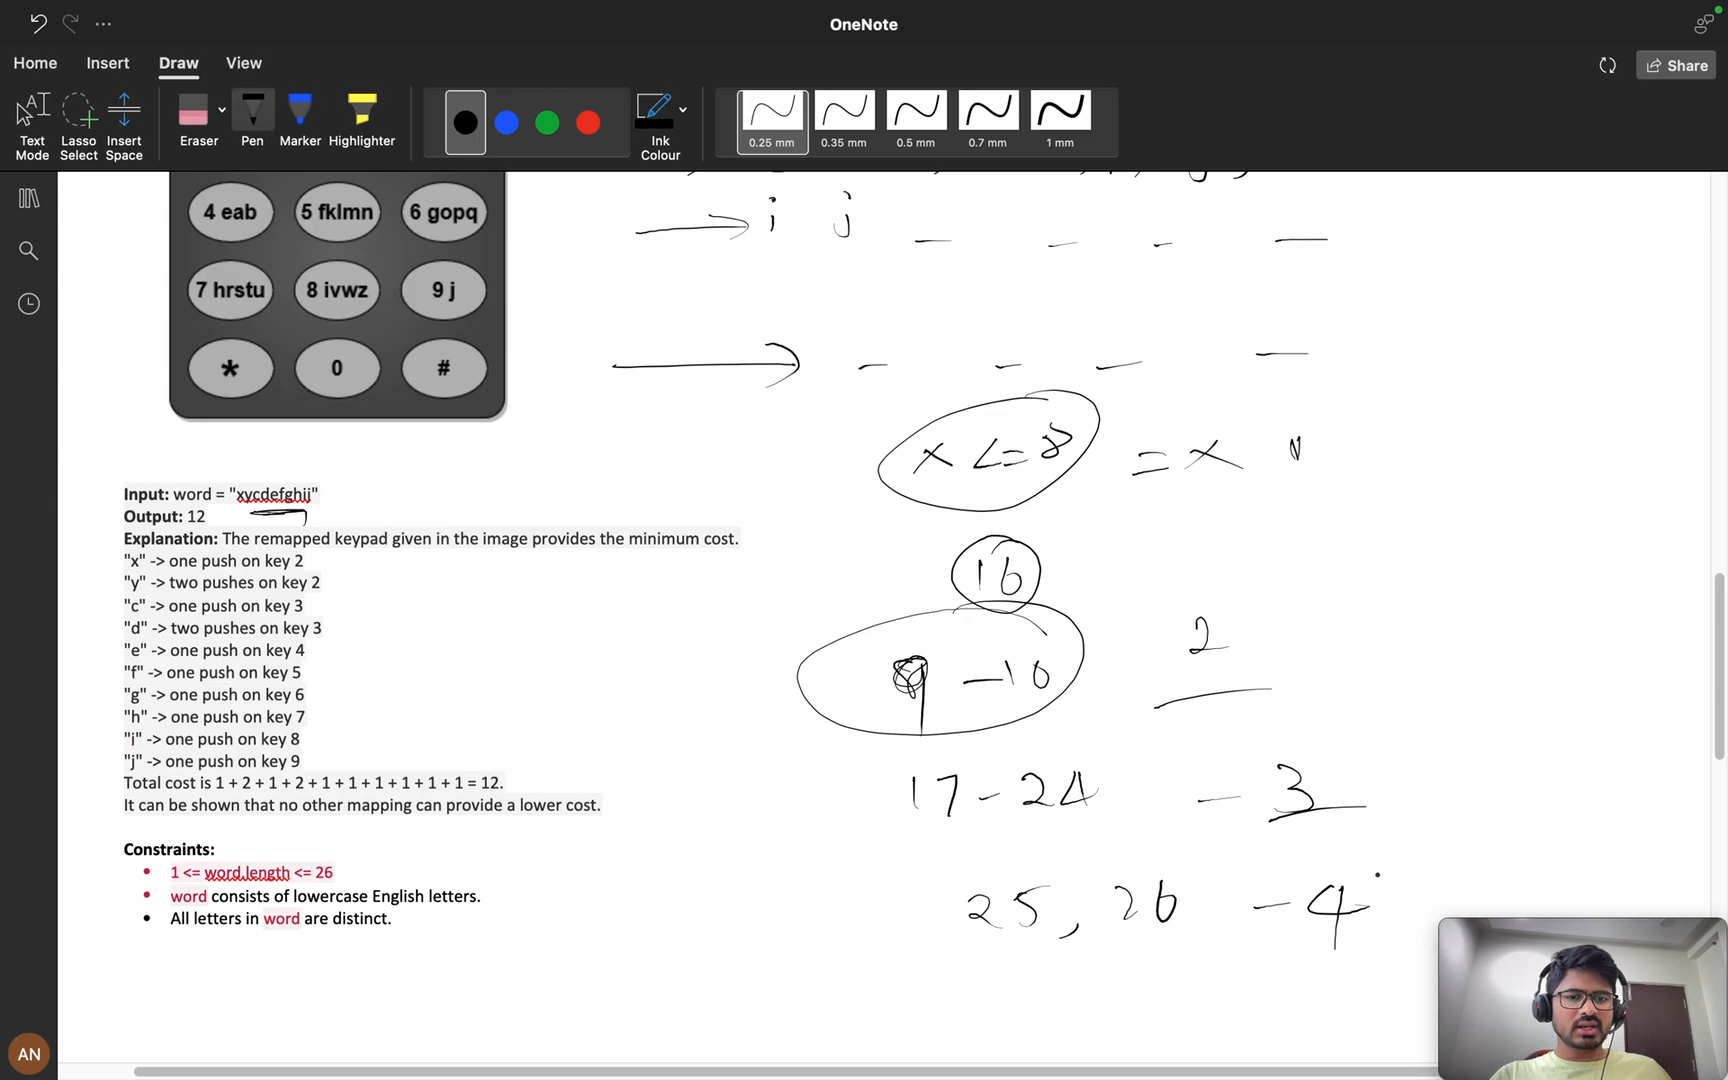 OneNote
Home Insert Draw View
Share
Text Mode
Lasso Select
Insert Space
Eraser
Pen
Marker
Highlighter
Ink Colour
0.25 mm
0.35 mm
0.5 mm
0.7 mm
1 mm
4 eab 5 fklmn 6 gopq
7 hrstu 8 ivwz 9 j
* 0 #
i j
x <= 8 = x
16
9 - 16
2
17 - 24 - 3
25, 26 - 4
Input: word = "xycdefghij"
Output: 12
Explanation: The remapped keypad given in the image provides the minimum cost.
"x" -> one push on key 2
"y" -> two pushes on key 2
"c" -> one push on key 3
"d" -> two pushes on key 3
"e" -> one push on key 4
"f" -> one push on key 5
"g" -> one push on key 6
"h" -> one push on key 7
"i" -> one push on key 8
"j" -> one push on key 9
Total cost is 1 + 2 + 1 + 2 + 1 + 1 + 1 + 1 + 1 + 1 = 12.
It can be shown that no other mapping can provide a lower cost.
Constraints:
• 1 <= word.length <= 26
• word consists of lowercase English letters.
• All letters in word are distinct.
AN